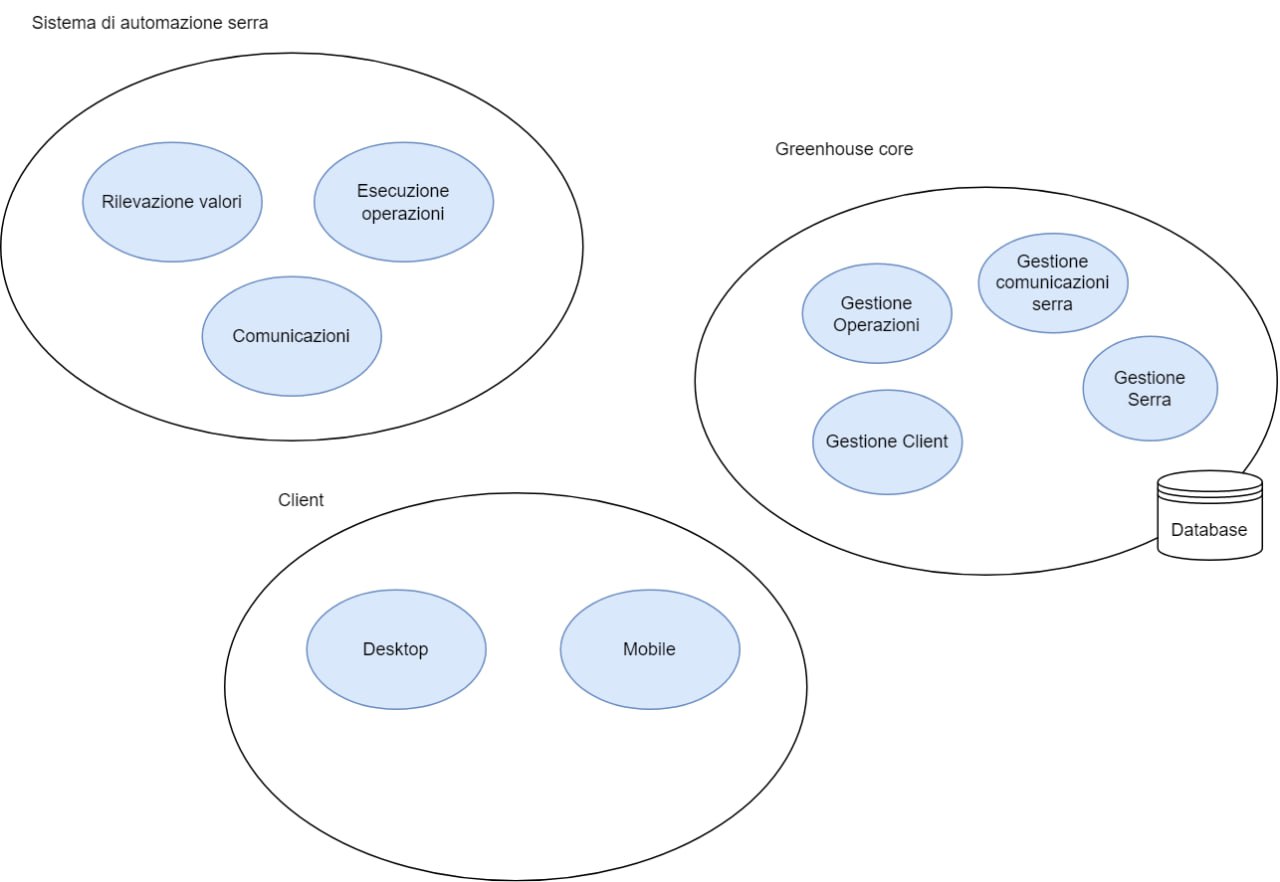 Sistema di automazione serra
Rilevazione valori
Esecuzione
operazioni
Comunicazioni
Greenhouse core
Gestione
comunicazioni
serra
Gestione
Operazioni
Gestione
Serra
Gestione Client
Database
Client
Desktop
Mobile